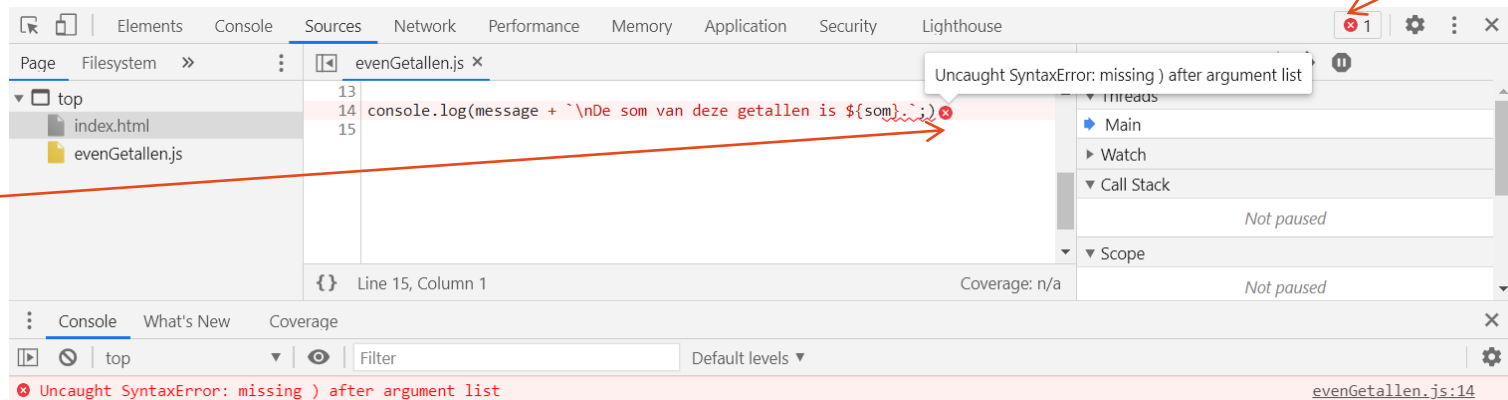 Elements Console Sources Network Performance Memory Application Security Lighthouse 1
Page Filesystem » evenGetallen.js ×
Uncaught SyntaxError: missing ) after argument list
top
index.html
evenGetallen.js
13
14 console.log(message + `\nDe som van deze getallen is ${som}.`;)
15
Threads
Main
Watch
Call Stack
Not paused
Scope
Not paused
{} Line 15, Column 1 Coverage: n/a
Console What's New Coverage
top Filter Default levels ▼
Uncaught SyntaxError: missing ) after argument list evenGetallen.js:14